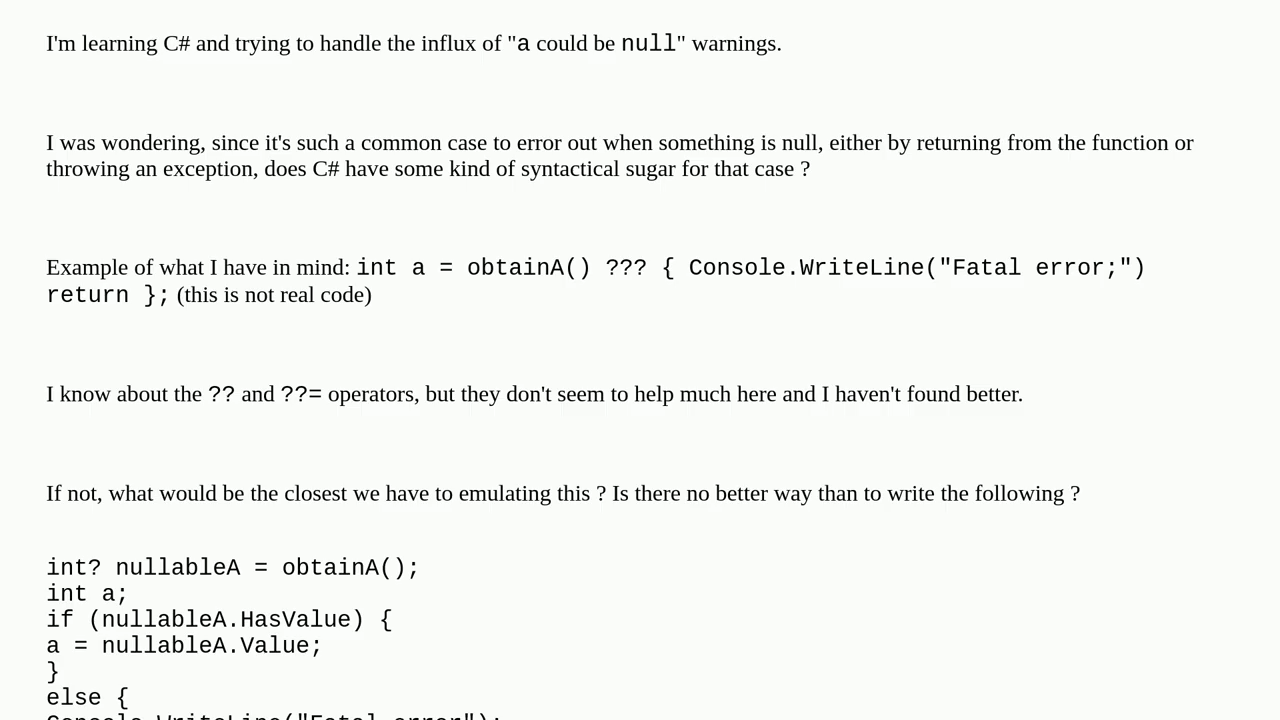 I'm learning C# and trying to handle the influx of "a could be null" warnings.
I was wondering, since it's such a common case to error out when something is null, either by returning from the function or
throwing an exception, does C# have some kind of syntactical sugar for that case ?
Example of what I have in mind: int a = obtainA() ??? { Console.WriteLine("Fatal error;")
return }; (this is not real code)
I know about the ?? and ??= operators, but they don't seem to help much here and I haven't found better.
If not, what would be the closest we have to emulating this ? Is there no better way than to write the following ?
int? nullableA = obtainA();
int a;
if (nullableA.HasValue) {
a = nullableA.Value;
}
else {
Console.WriteLine("Fatal error");